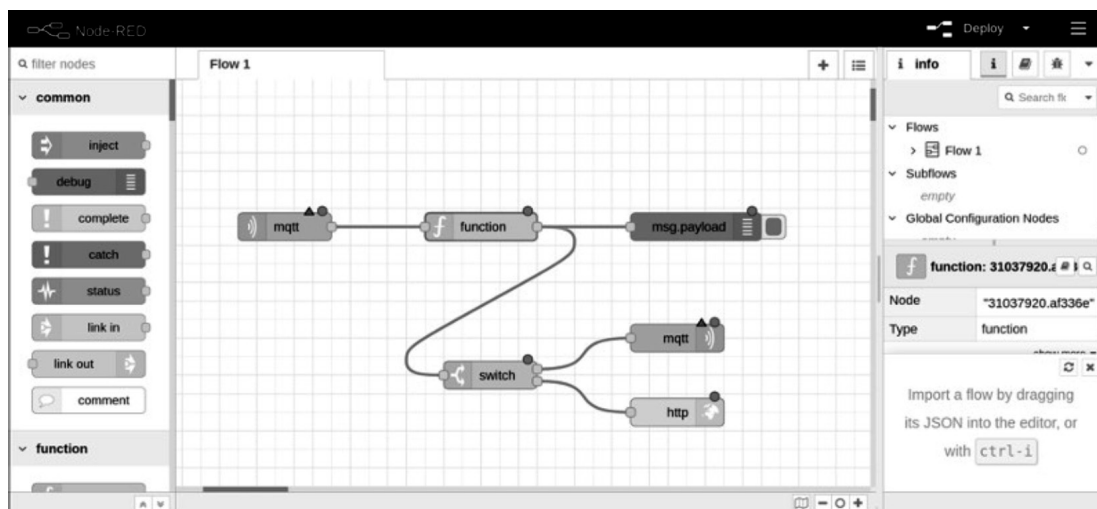 Node-RED
Deploy
filter nodes
Flow 1
info
i
common
Search fl
inject
debug
complete
catch
status
link in
link out
comment
function
mqtt
function
msg.payload
switch
mqtt
http
Flows
Flow 1
Subflows
empty
Global Configuration Nodes
function: 31037920.a
Node "31037920.af336e"
Type function
Import a flow by dragging
its JSON into the editor, or
with ctrl-i